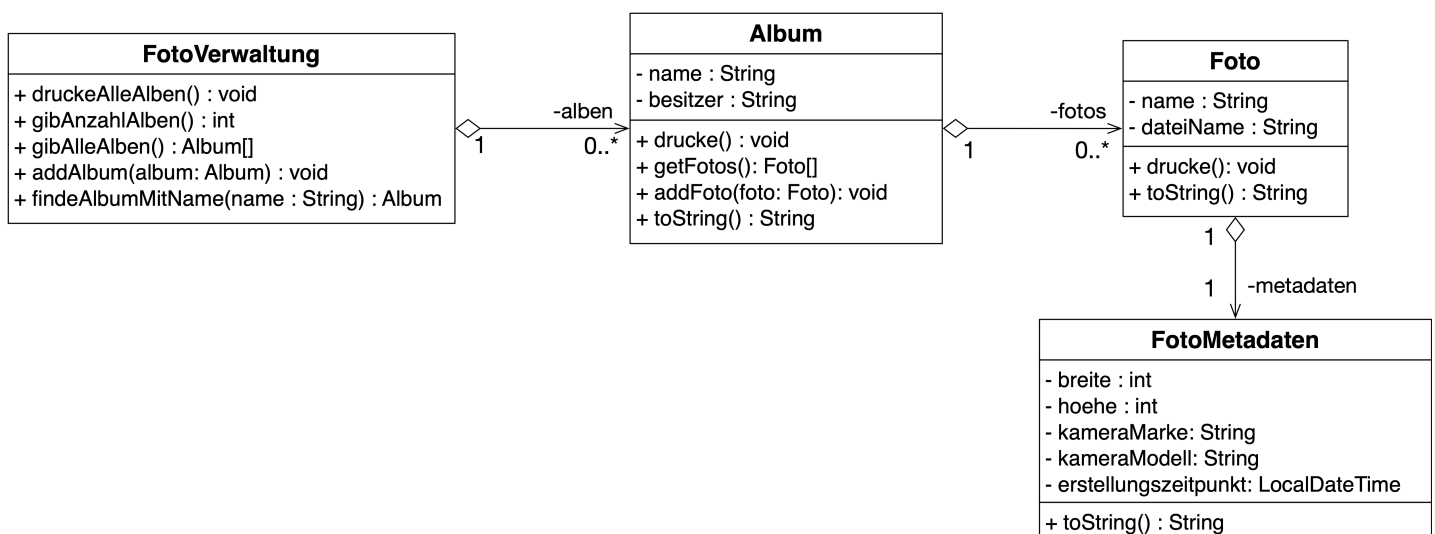 FotoVerwaltung
+ druckeAlleAlben() : void
+ gibAnzahlAlben() : int
+ gibAlleAlben() : Album[]
+ addAlbum(album: Album) : void
+ findeAlbumMitName(name : String) : Album
1
-alben
0..*
Album
- name : String
- besitzer : String
+ drucke() : void
+ getFotos(): Foto[]
+ addFoto(foto: Foto): void
+ toString() : String
1
-fotos
0..*
Foto
- name : String
- dateiName : String
+ drucke(): void
+ toString() : String
1
1
-metadaten
FotoMetadaten
- breite : int
- hoehe : int
- kameraMarke: String
- kameraModell: String
- erstellungszeitpunkt: LocalDateTime
+ toString() : String